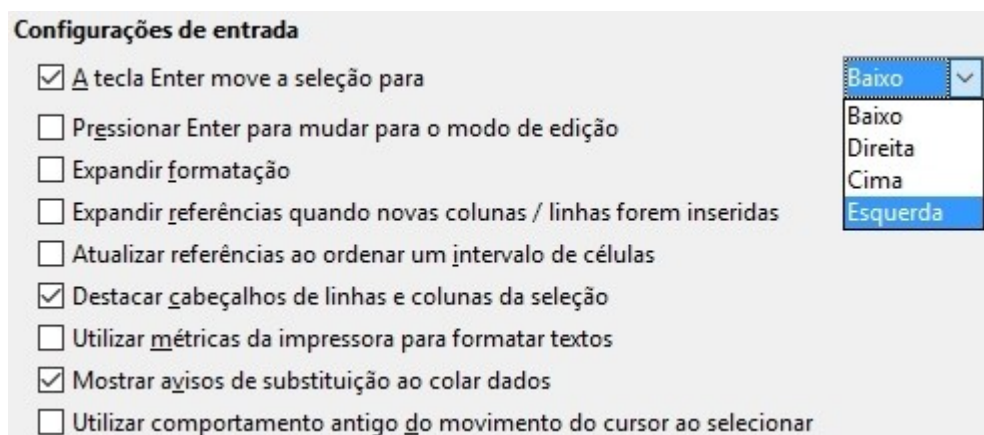 Configurações de entrada
A tecla Enter move a seleção para Baixo
Baixo
Pressionar Enter para mudar para o modo de edição
Direita
Expandir formatação
Cima
Expandir referências quando novas colunas / linhas forem inseridas
Esquerda
Atualizar referências ao ordenar um intervalo de células
Destacar cabeçalhos de linhas e colunas da seleção
Utilizar métricas da impressora para formatar textos
Mostrar avisos de substituição ao colar dados
Utilizar comportamento antigo do movimento do cursor ao selecionar